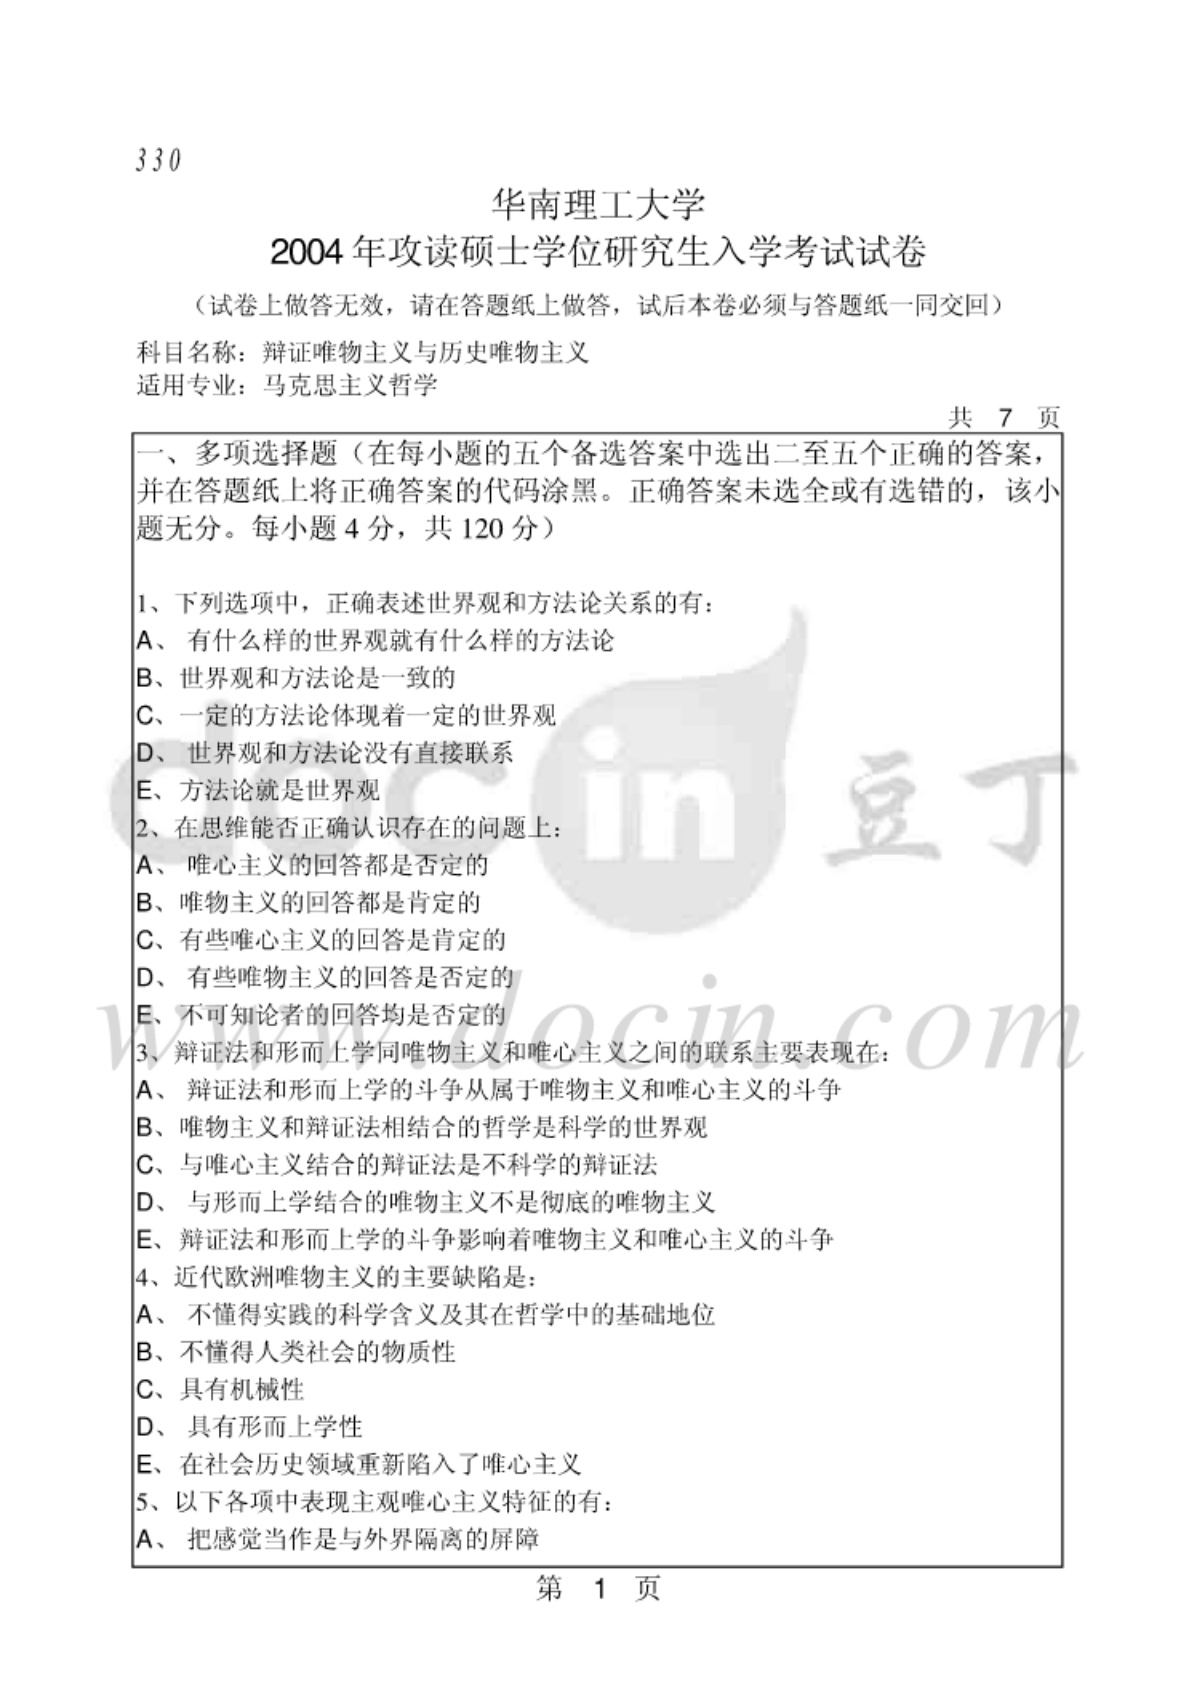 330
华南理工大学
2004 年攻读硕士学位研究生入学考试试卷
（试卷上做答无效，请在答题纸上做答，试后本卷必须与答题纸一同交回）
科目名称：辩证唯物主义与历史唯物主义
适用专业：马克思主义哲学
共 7 页
一、多项选择题（在每小题的五个备选答案中选出二至五个正确的答案，
并在答题纸上将正确答案的代码涂黑。正确答案未选全或有选错的，该小
题无分。每小题 4 分，共 120 分）
1、下列选项中，正确表述世界观和方法论关系的有：
A、 有什么样的世界观就有什么样的方法论
B、世界观和方法论是一致的
C、一定的方法论体现着一定的世界观
D、 世界观和方法论没有直接联系
E、方法论就是世界观
2、在思维能否正确认识存在的问题上：
A、 唯心主义的回答都是否定的
B、唯物主义的回答都是肯定的
C、有些唯心主义的回答是肯定的
D、 有些唯物主义的回答是否定的
E、不可知论者的回答均是否定的
3、辩证法和形而上学同唯物主义和唯心主义之间的联系主要表现在：
A、 辩证法和形而上学的斗争从属于唯物主义和唯心主义的斗争
B、唯物主义和辩证法相结合的哲学是科学的世界观
C、与唯心主义结合的辩证法是不科学的辩证法
D、 与形而上学结合的唯物主义不是彻底的唯物主义
E、辩证法和形而上学的斗争影响着唯物主义和唯心主义的斗争
4、近代欧洲唯物主义的主要缺陷是：
A、 不懂得实践的科学含义及其在哲学中的基础地位
B、不懂得人类社会的物质性
C、具有机械性
D、 具有形而上学性
E、在社会历史领域重新陷入了唯心主义
5、以下各项中表现主观唯心主义特征的有：
A、 把感觉当作是与外界隔离的屏障
第 1 页
docin 豆丁
www.docin.com